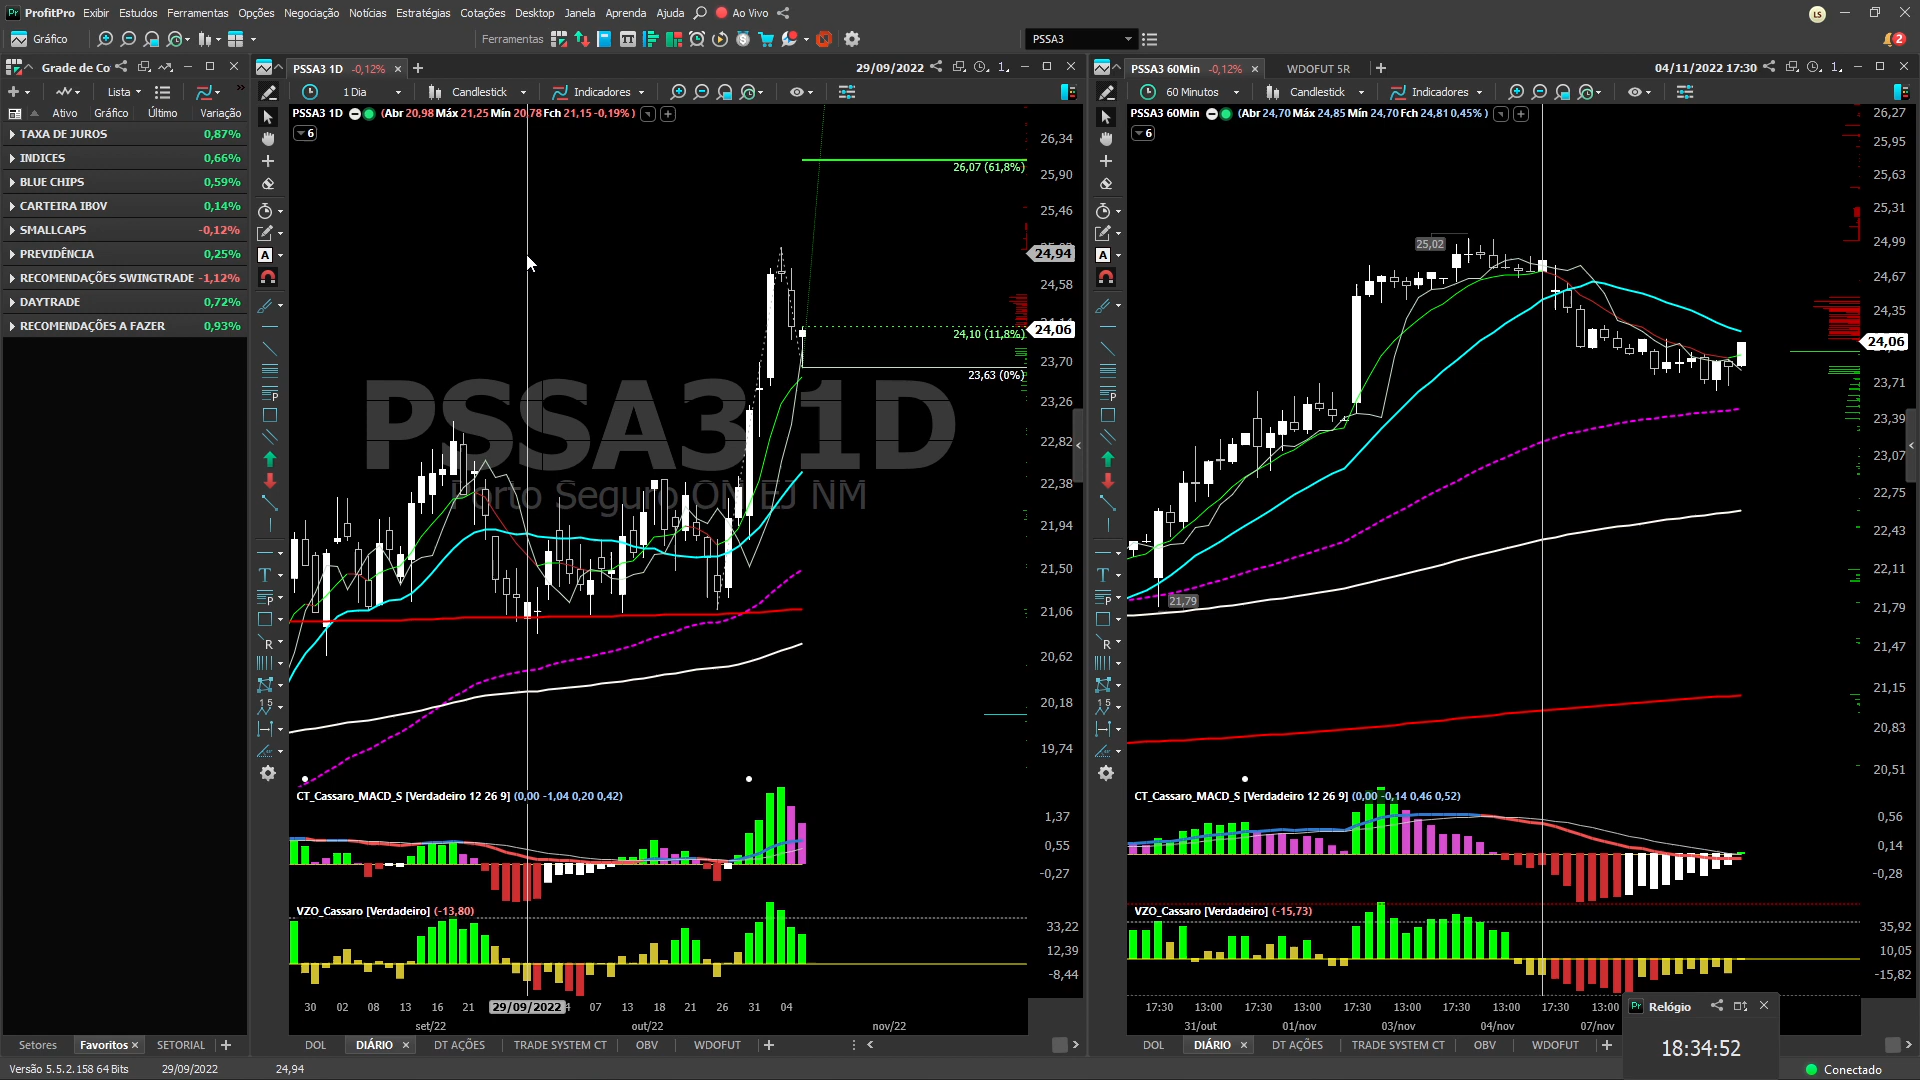 ProfitPro Exibir Estudos Ferramentas Opções Negociação Notícias Estratégias Cotações Desktop Janela Aprenda Ajuda Ao Vivo LS
Gráfico Ferramentas PSSA3 2
Grade de Co
Lista
Ativo Gráfico Último Variação
TAXA DE JUROS 0,87%
INDICES 0,66%
BLUE CHIPS 0,59%
CARTEIRA IBOV 0,14%
SMALLCAPS -0,12%
PREVIDÊNCIA 0,25%
RECOMENDAÇÕES SWINGTRADE -1,12%
DAYTRADE 0,72%
RECOMENDAÇÕES A FAZER 0,93%
Setores Favoritos SETORIAL
PSSA3 1D -0,12% 29/09/2022 1
1 Dia Candlestick Indicadores
PSSA3 1D (Abr 20,98 Máx 21,25 Mín 20,78 Fch 21,15 -0,19% )
6
PSSA3 1D
Porto Seguro ON EJ NM
26,07 (61,8%)
24,10 (11,8%)
23,63 (0%)
26,34
25,90
25,46
24,94
24,58
24,06
23,70
23,26
22,82
22,38
21,94
21,50
21,06
20,62
20,18
19,74
CT_Cassaro_MACD_S [Verdadeiro 12 26 9] (0,00 -1,04 0,20 0,42)
1,37
0,55
-0,27
VZO_Cassaro [Verdadeiro] (-13,80)
33,22
12,39
-8,44
30 02 08 13 16 21 29/09/2022 4 07 13 18 21 26 31 04
set/22 out/22 nov/22
DOL DIÁRIO DT AÇÕES TRADE SYSTEM CT OBV WDOFUT
PSSA3 60Min -0,12% WDOFUT 5R 04/11/2022 17:30 1
60 Minutos Candlestick Indicadores
PSSA3 60Min (Abr 24,70 Máx 24,85 Mín 24,70 Fch 24,81 0,45% )
6
25,02
21,79
26,27
25,95
25,63
25,31
24,99
24,67
24,35
24,06
23,71
23,39
23,07
22,75
22,43
22,11
21,79
21,47
21,15
20,83
20,51
CT_Cassaro_MACD_S [Verdadeiro 12 26 9] (0,00 -0,14 0,46 0,52)
0,56
0,14
-0,28
VZO_Cassaro [Verdadeiro] (-15,73)
35,92
10,05
-15,82
17:30 13:00 17:30 13:00 17:30 13:00 17:30 13:00 17:30 13:00
31/out 01/nov 03/nov 04/nov 07/nov
DOL DIÁRIO DT AÇÕES TRADE SYSTEM CT OBV WDOFUT
Relógio
18:34:52
Versão 5.5.2.158 64 Bits 29/09/2022 24,94 Conectado